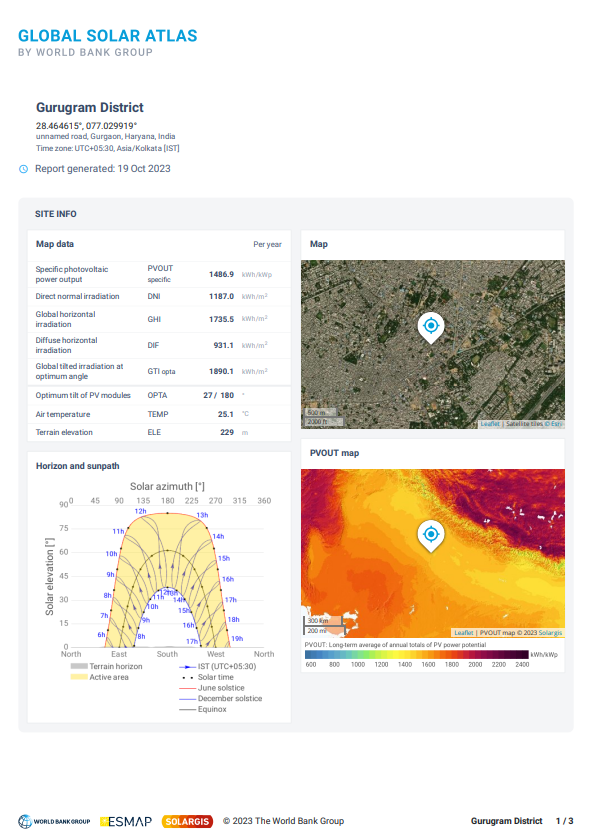 GLOBAL SOLAR ATLAS
BY WORLD BANK GROUP
Gurugram District
28.464615°, 077.029919°
unnamed road, Gurgaon, Haryana, India
Time zone: UTC+05:30, Asia/Kolkata [IST]
Report generated: 19 Oct 2023
SITE INFO
Map data Per year
Specific photovoltaic power output PVOUT specific 1486.9 kWh/kWp
Direct normal irradiation DNI 1187.0 kWh/m²
Global horizontal irradiation GHI 1735.5 kWh/m²
Diffuse horizontal irradiation DIF 931.1 kWh/m²
Global tilted irradiation at optimum angle GTI opta 1890.1 kWh/m²
Optimum tilt of PV modules OPTA 27 / 180 °
Air temperature TEMP 25.1 °C
Terrain elevation ELE 229 m
Map
500 m
2000 ft
Leaflet | Satellite tiles © Esri
Horizon and sunpath
Solar azimuth [°]
0 45 90 135 180 225 270 315 360
Solar elevation [°]
90
75
60
45
30
15
0
12h 13h
11h 14h
10h 15h
9h 16h
8h 17h
7h 18h
6h 19h
11h 14h
10h 15h
9h 16h
8h 17h
North East South West North
Terrain horizon
Active area
IST (UTC+05:30)
Solar time
June solstice
December solstice
Equinox
PVOUT map
300 km
200 mi
Leaflet | PVOUT map © 2023 Solargis
PVOUT: Long-term average of annual totals of PV power potential
kWh/kWp
600 800 1000 1200 1400 1600 1800 2000 2200 2400
WORLD BANK GROUP
ESMAP
SOLARGIS
© 2023 The World Bank Group
Gurugram District 1 / 3